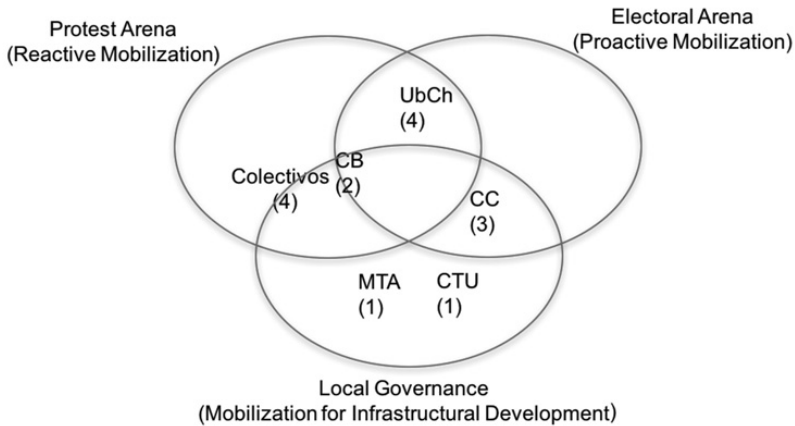 Protest Arena
(Reactive Mobilization)
Electoral Arena
(Proactive Mobilization)
UbCh
(4)
CB
(2)
Colectivos
(4)
CC
(3)
MTA
(1)
CTU
(1)
Local Governance
(Mobilization for Infrastructural Development)